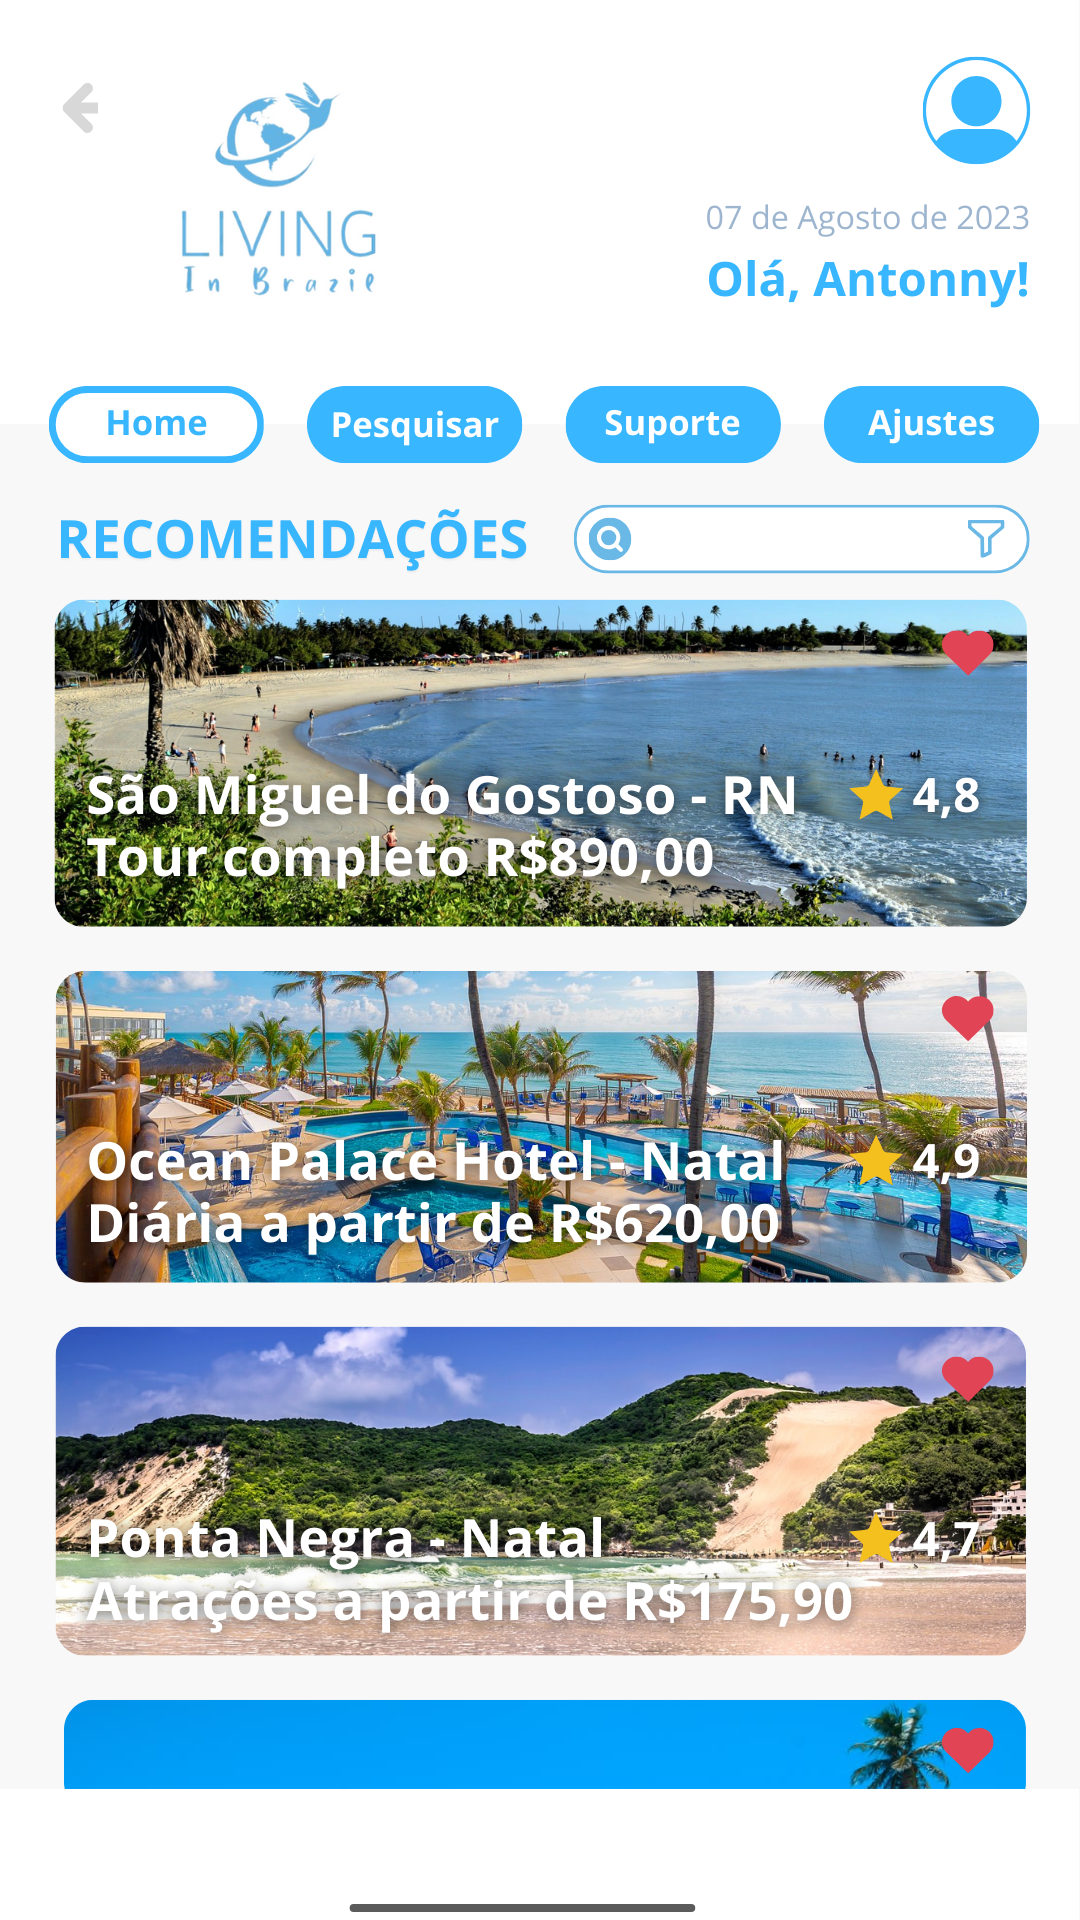 LIVING
In Brazil
07 de Agosto de 2023
Olá, Antonny!
Home
Pesquisar
Suporte
Ajustes
RECOMENDAÇÕES
São Miguel do Gostoso - RN
4,8
Tour completo R$890,00
Ocean Palace Hotel - Natal
4,9
Diária a partir de R$620,00
Ponta Negra - Natal
4,7
Atrações a partir de R$175,90